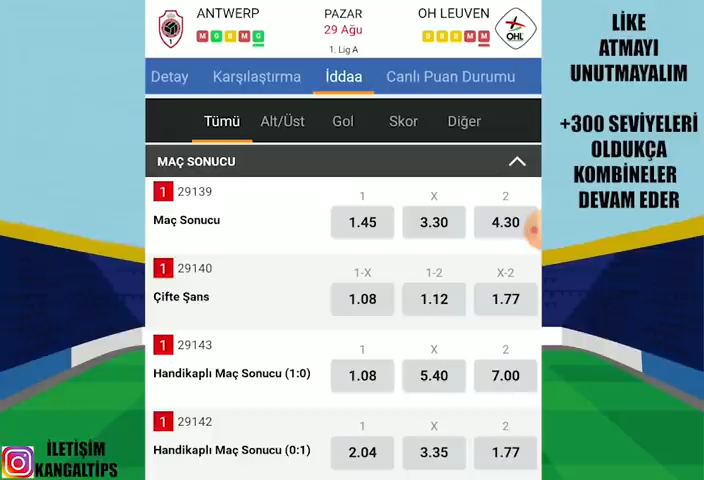 ANTWERP
M G B M G
PAZAR
29 Ağu
1. Lig A
OH LEUVEN
B B B M M
OHL
Detay Karşılaştırma İddaa Canlı Puan Durumu
Tümü Alt/Üst Gol Skor Diğer
MAÇ SONUCU
1 29139
Maç Sonucu
1 X 2
1.45 3.30 4.30
1 29140
Çifte Şans
1-X 1-2 X-2
1.08 1.12 1.77
1 29143
Handikaplı Maç Sonucu (1:0)
1 X 2
1.08 5.40 7.00
1 29142
Handikaplı Maç Sonucu (0:1)
1 X 2
2.04 3.35 1.77
LİKE
ATMAYI
UNUTMAYALIM
+300 SEVİYELERİ
OLDUKÇA
KOMBİNELER
DEVAM EDER
İLETİŞİM
KANGALTİPS